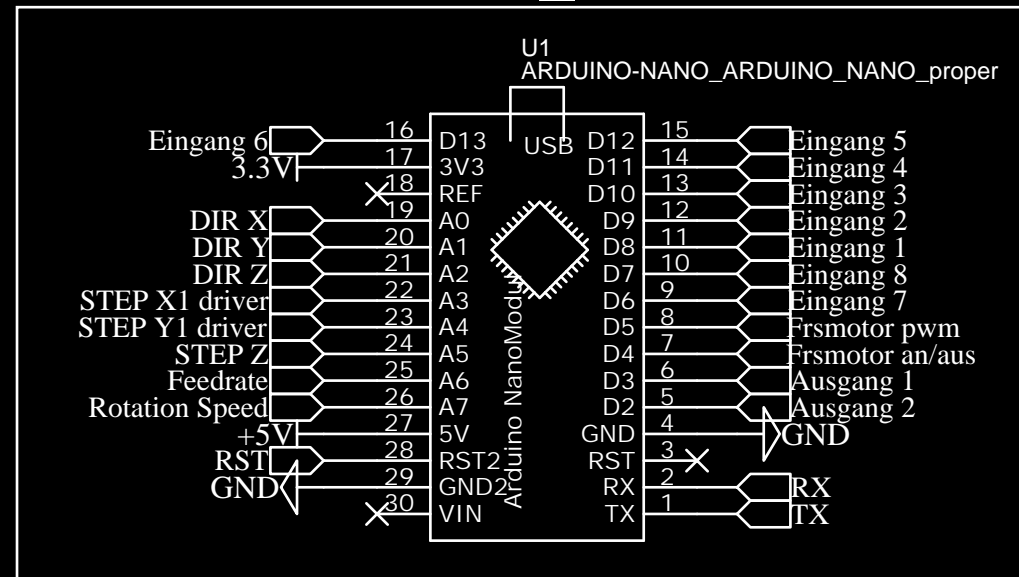 U1
ARDUINO-NANO_ARDUINO_NANO_proper
USB
Arduino NanoModul
Eingang 6 16 D13 D12 15 Eingang 5
3.3V 17 3V3 D11 14 Eingang 4
18 REF D10 13 Eingang 3
DIR X 19 A0 D9 12 Eingang 2
DIR Y 20 A1 D8 11 Eingang 1
DIR Z 21 A2 D7 10 Eingang 8
STEP X1 driver 22 A3 D6 9 Eingang 7
STEP Y1 driver 23 A4 D5 8 Frsmotor pwm
STEP Z 24 A5 D4 7 Frsmotor an/aus
Feedrate 25 A6 D3 6 Ausgang 1
Rotation Speed 26 A7 D2 5 Ausgang 2
+5V 27 5V GND 4 GND
RST 28 RST2 RST 3
GND 29 GND2 RX 2 RX
30 VIN TX 1 TX